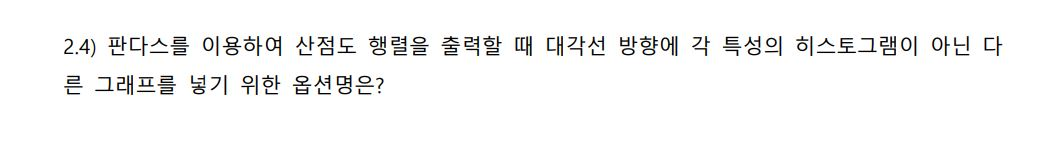 2.4) 판다스를 이용하여 산점도 행렬을 출력할 때 대각선 방향에 각 특성의 히스토그램이 아닌 다
른 그래프를 넣기 위한 옵션명은?